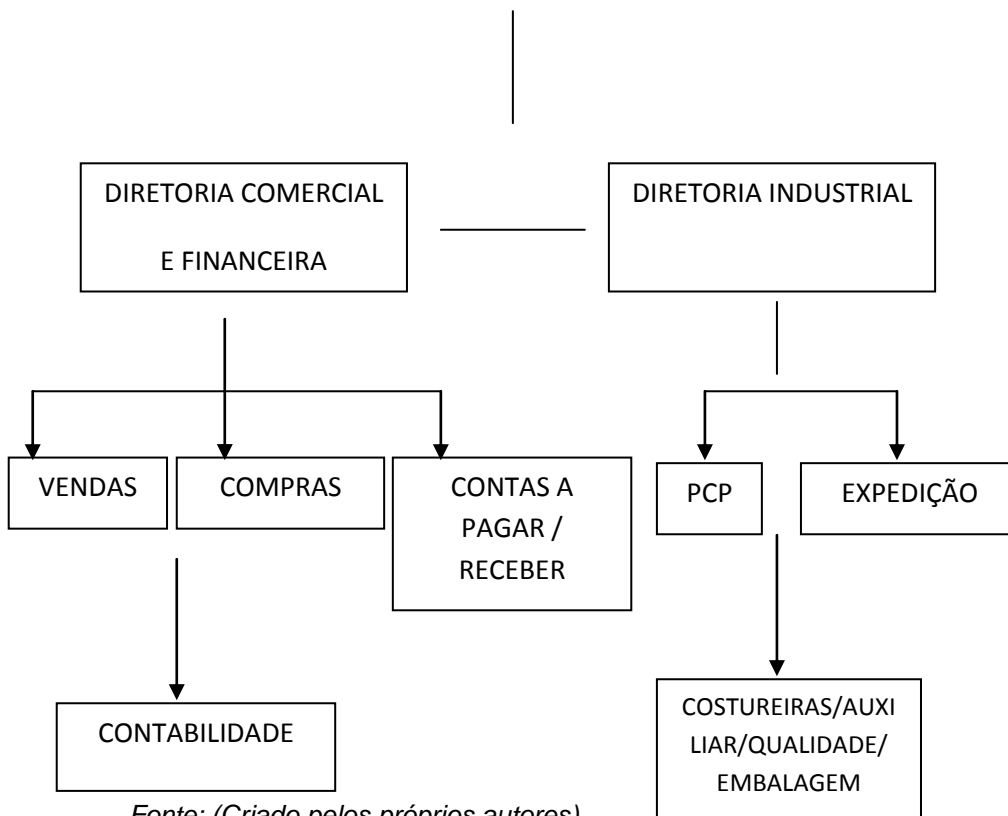 DIRETORIA COMERCIAL
E FINANCEIRA
DIRETORIA INDUSTRIAL
VENDAS
COMPRAS
CONTAS A
PAGAR /
RECEBER
PCP
EXPEDIÇÃO
CONTABILIDADE
COSTUREIRAS/AUXI
LIAR/QUALIDADE/
EMBALAGEM
Fonte: (Criado pelos próprios autores)